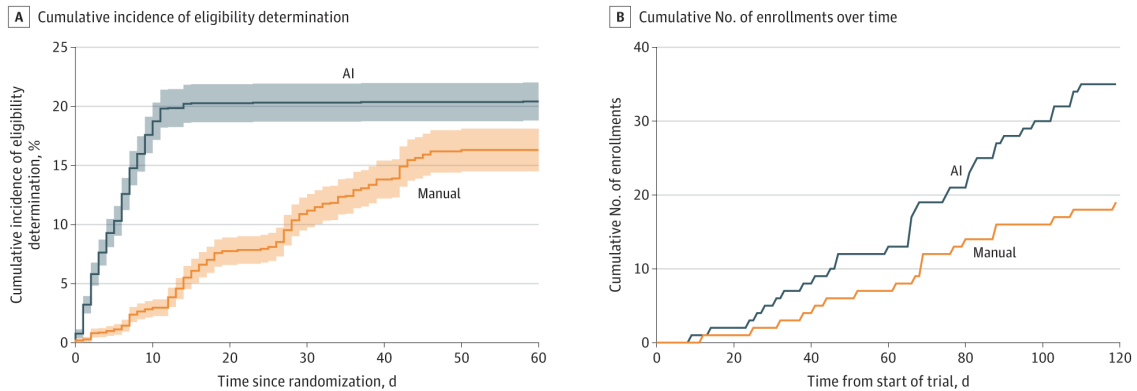 A Cumulative incidence of eligibility determination
25
20
15
10
5
0
0 10 20 30 40 50 60
Cumulative incidence of eligibility
determination, %
Time since randomization, d
AI
Manual
B Cumulative No. of enrollments over time
40
30
20
10
0
0 20 40 60 80 100 120
Cumulative No. of enrollments
Time from start of trial, d
AI
Manual